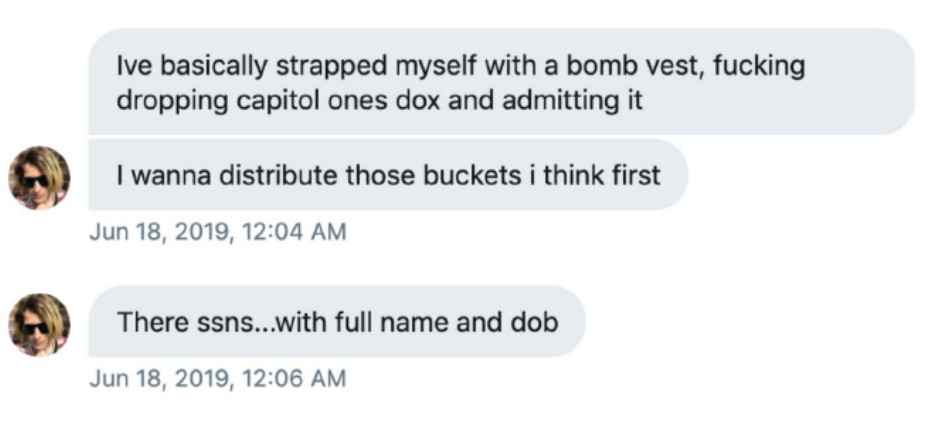 Ive basically strapped myself with a bomb vest, fucking
dropping capitol ones dox and admitting it
I wanna distribute those buckets i think first
Jun 18, 2019, 12:04 AM
There ssns...with full name and dob
Jun 18, 2019, 12:06 AM